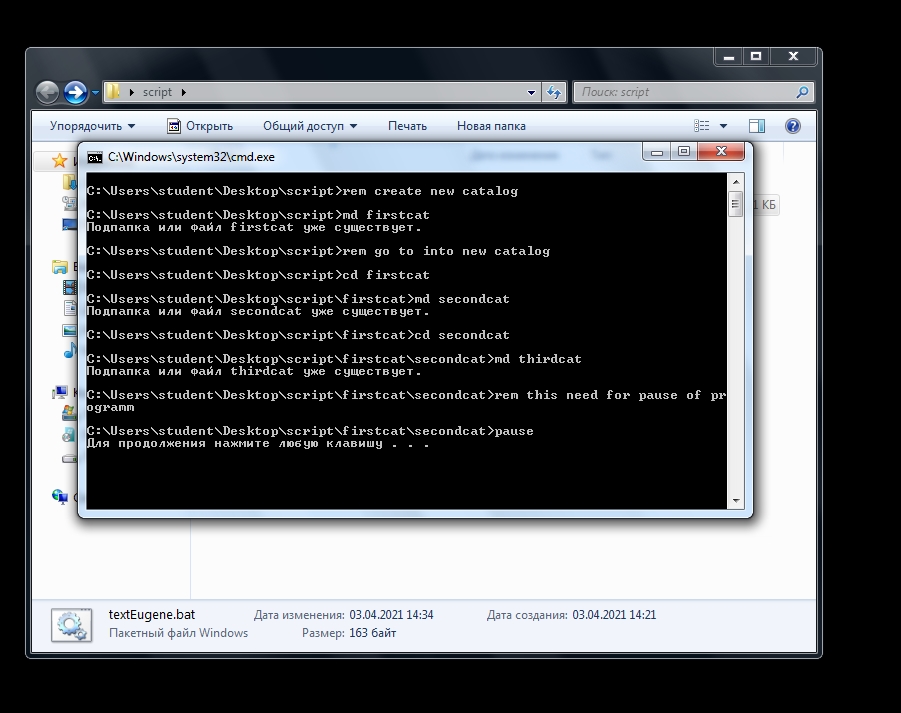 script
Поиск: script
Упорядочить
Открыть
Общий доступ
Печать
Новая папка
C:\Windows\system32\cmd.exe
C:\Users\student\Desktop\script>rem create new catalog
C:\Users\student\Desktop\script>md firstcat
Подпапка или файл firstcat уже существует.
C:\Users\student\Desktop\script>rem go to into new catalog
C:\Users\student\Desktop\script>cd firstcat
C:\Users\student\Desktop\script\firstcat>md secondcat
Подпапка или файл secondcat уже существует.
C:\Users\student\Desktop\script\firstcat>cd secondcat
C:\Users\student\Desktop\script\firstcat\secondcat>md thirdcat
Подпапка или файл thirdcat уже существует.
C:\Users\student\Desktop\script\firstcat\secondcat>rem this need for pause of pr
ogramm
C:\Users\student\Desktop\script\firstcat\secondcat>pause
Для продолжения нажмите любую клавишу . . .
1 КБ
textEugene.bat
Дата изменения: 03.04.2021 14:34
Дата создания: 03.04.2021 14:21
Пакетный файл Windows
Размер: 163 байт